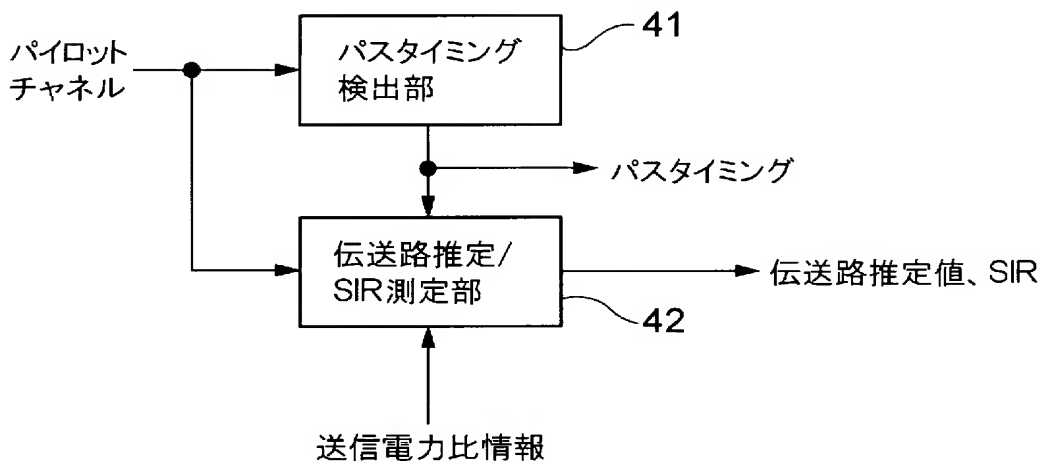 パイロット
チャネル
パスタイミング
検出部
41
パスタイミング
伝送路推定/
SIR測定部
伝送路推定値、SIR
42
送信電力比情報